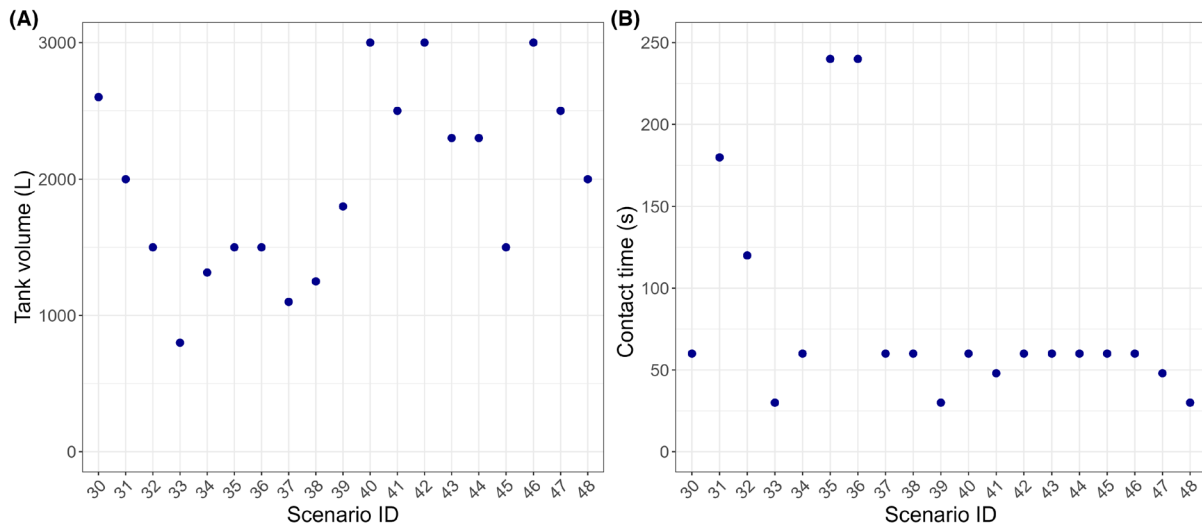 (A)
Tank volume (L)
3000
2000
1000
0
30 31 32 33 34 35 36 37 38 39 40 41 42 43 44 45 46 47 48
Scenario ID
(B)
Contact time (s)
250
200
150
100
50
0
30 31 32 33 34 35 36 37 38 39 40 41 42 43 44 45 46 47 48
Scenario ID